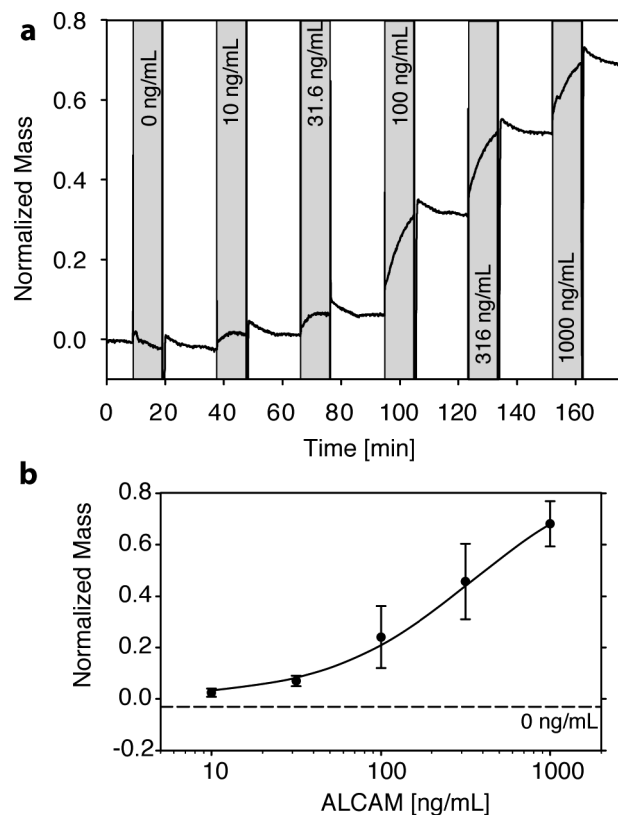 a
Normalized Mass
0.8
0.6
0.4
0.2
0.0
0 ng/mL
10 ng/mL
31.6 ng/mL
100 ng/mL
316 ng/mL
1000 ng/mL
0 20 40 60 80 100 120 140 160
Time [min]
b
Normalized Mass
0.8
0.6
0.4
0.2
0.0
-0.2
0 ng/mL
10 100 1000
ALCAM [ng/mL]